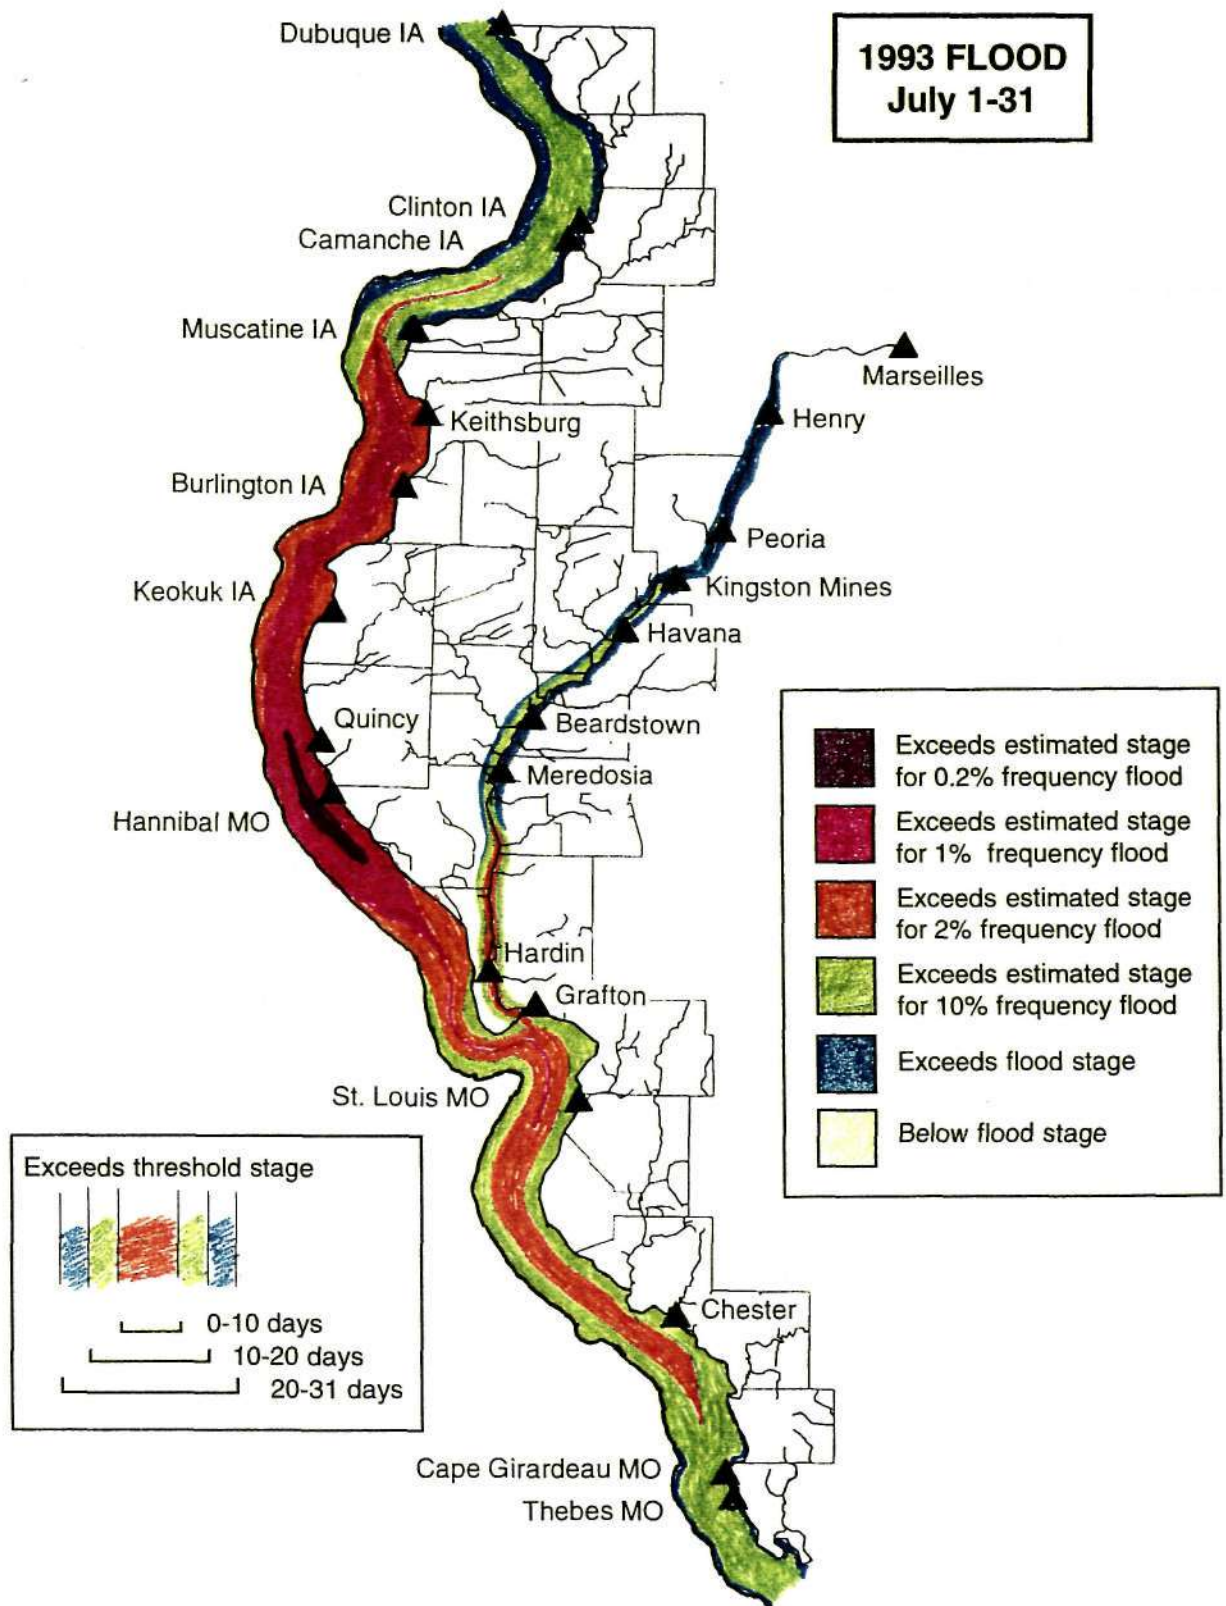 1993 FLOOD
July 1-31
Dubuque IA
Clinton IA
Camanche IA
Muscatine IA
Marseilles
Henry
Keithsburg
Burlington IA
Peoria
Kingston Mines
Keokuk IA
Havana
Quincy
Beardstown
Meredosia
Hannibal MO
Hardin
Grafton
St. Louis MO
Chester
Cape Girardeau MO
Thebes MO
Exceeds estimated stage
for 0.2% frequency flood
Exceeds estimated stage
for 1% frequency flood
Exceeds estimated stage
for 2% frequency flood
Exceeds estimated stage
for 10% frequency flood
Exceeds flood stage
Below flood stage
Exceeds threshold stage
0-10 days
10-20 days
20-31 days